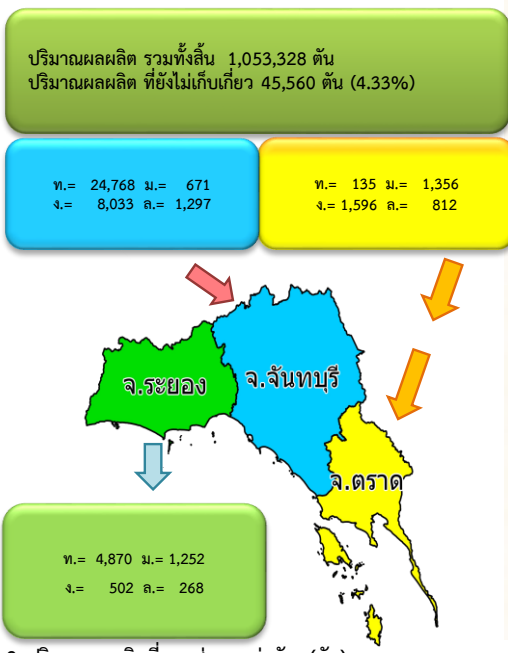 ปริมาณผลผลิต รวมทั้งสิ้น 1,053,328 ตัน
ปริมาณผลผลิต ที่ยังไม่เก็บเกี่ยว 45,560 ตัน (4.33%)
ท.= 24,768 ม.= 671
ง.= 8,033 ล.= 1,297
ท.= 135 ม.= 1,356
ง.= 1,596 ล.= 812
จ.ระยอง
จ.จันทบุรี
จ.ตราด
ท.= 4,870 ม.= 1,252
ง.= 502 ล.= 268